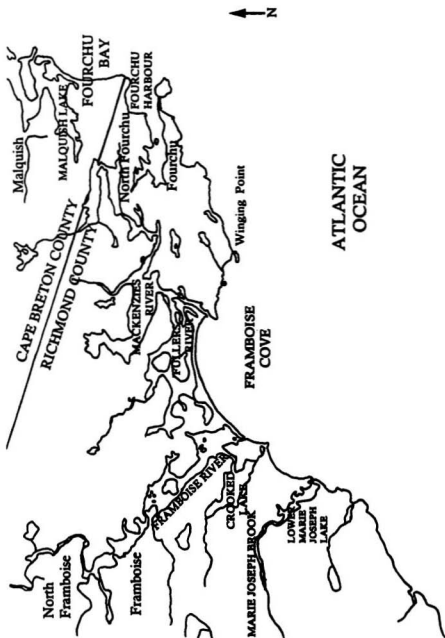 N
Malquish
MALQUISH LAKE
FOURCHU
BAY
FOURCHU
HARBOUR
North Fourchu
Fourchu
CAPE BRETON COUNTY
RICHMOND COUNTY
Winging Point
MACKENZIES
RIVER
FULLERS
RIVER
ATLANTIC
OCEAN
FRAMBOISE
COVE
North
Framboise
Framboise
FRAMBOISE RIVER
CROOKED
LAKE
MARIE JOSEPH BROOK
LOWER
MARIE
JOSEPH
LAKE